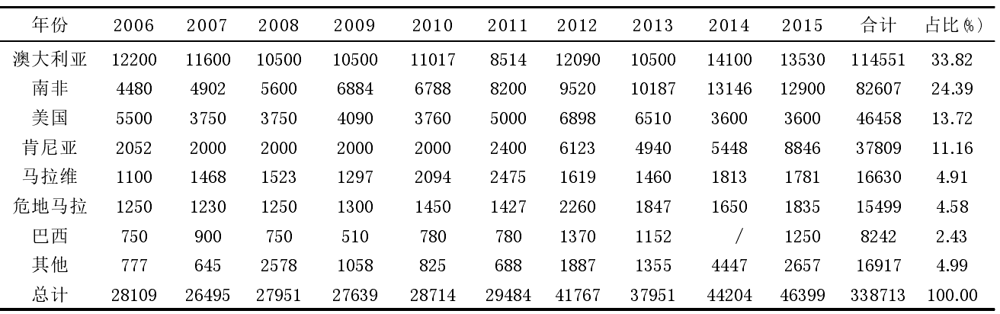 年份 2006 2007 2008 2009 2010 2011 2012 2013 2014 2015 合计 占比(%)
澳大利亚 12200 11600 10500 10500 11017 8514 12090 10500 14100 13530 114551 33.82
南非 4480 4902 5600 6884 6788 8200 9520 10187 13146 12900 82607 24.39
美国 5500 3750 3750 4090 3760 5000 6898 6510 3600 3600 46458 13.72
肯尼亚 2052 2000 2000 2000 2000 2400 6123 4940 5448 8846 37809 11.16
马拉维 1100 1468 1523 1297 2094 2475 1619 1460 1813 1781 16630 4.91
危地马拉 1250 1230 1250 1300 1450 1427 2260 1847 1650 1835 15499 4.58
巴西 750 900 750 510 780 780 1370 1152 / 1250 8242 2.43
其他 777 645 2578 1058 825 688 1887 1355 4447 2657 16917 4.99
总计 28109 26495 27951 27639 28714 29484 41767 37951 44204 46399 338713 100.00